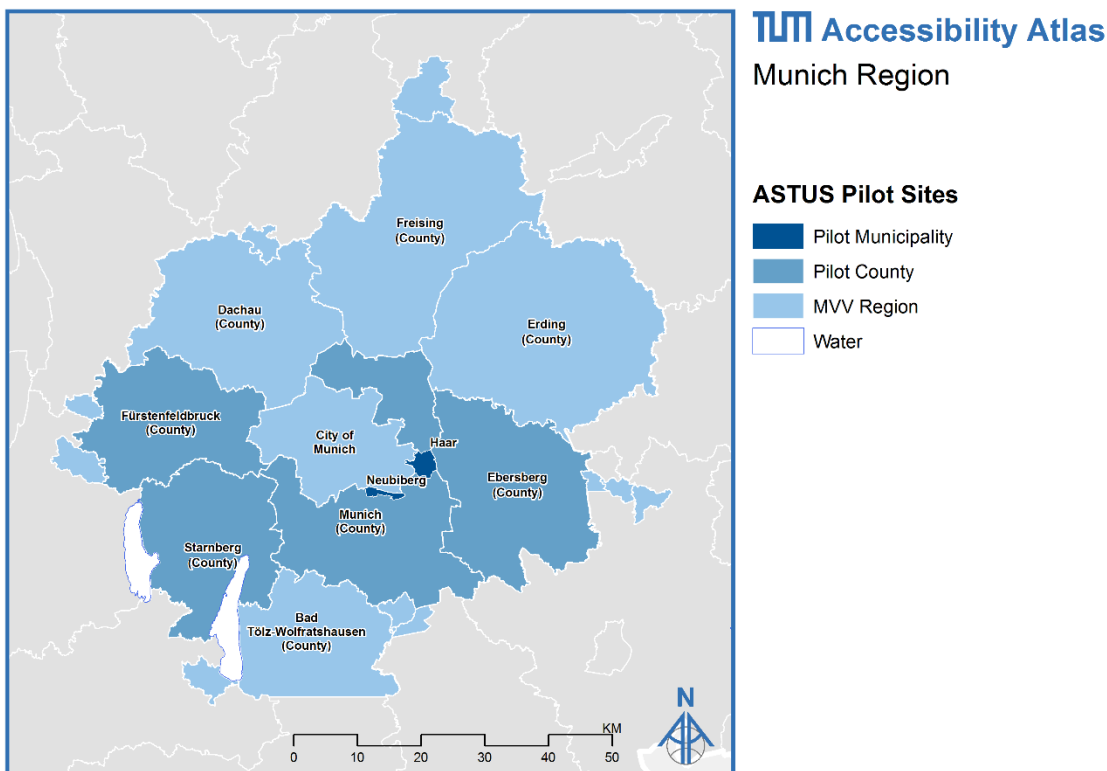 TUM Accessibility Atlas
Munich Region
ASTUS Pilot Sites
Pilot Municipality
Pilot County
MVV Region
Water
Freising
(County)
Dachau
(County)
Erding
(County)
Fürstenfeldbruck
(County)
City of
Munich
Haar
Neubiberg
Ebersberg
(County)
Munich
(County)
Starnberg
(County)
Bad
Tölz-Wolfratshausen
(County)
N
KM
0 10 20 30 40 50